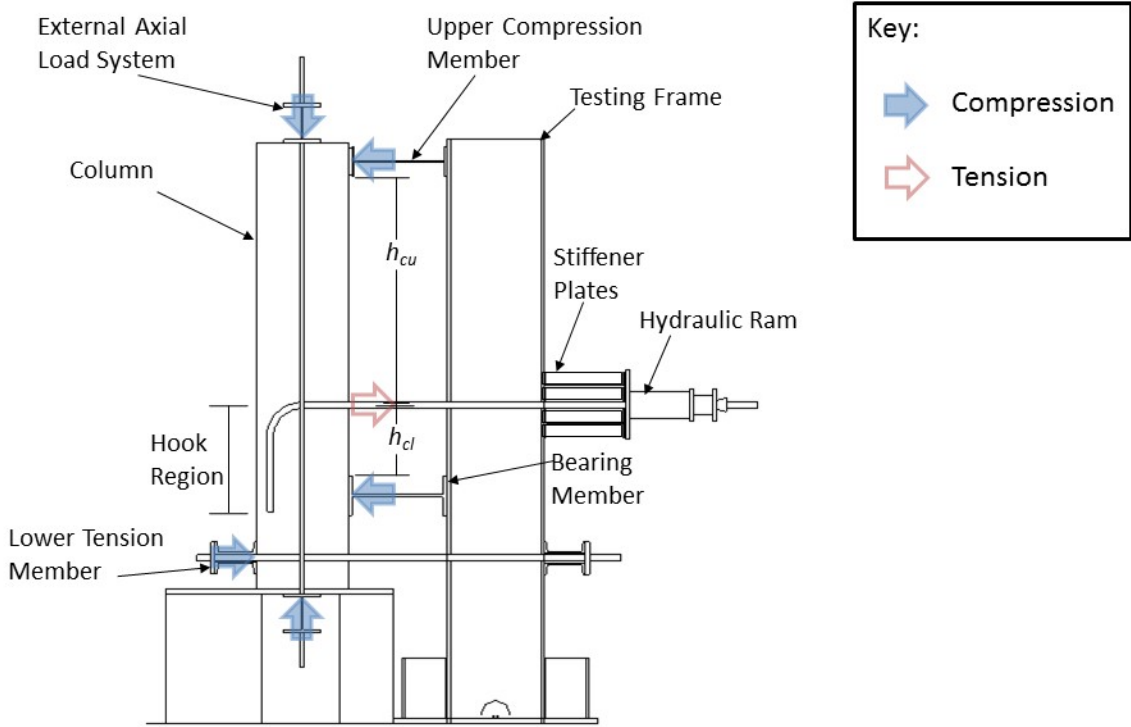 External Axial
Load System
Upper Compression
Member
Testing Frame
Column
h_cu
Stiffener
Plates
Hydraulic Ram
h_cl
Hook
Region
Bearing
Member
Lower Tension
Member
Key:
Compression
Tension